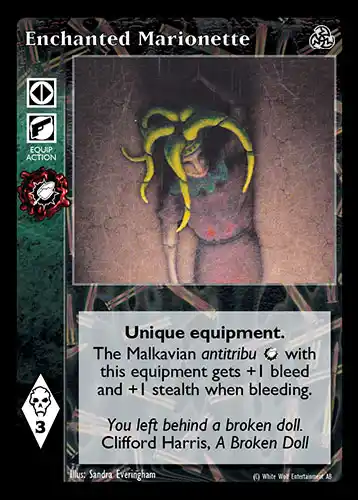 Enchanted Marionette
EQUIP
ACTION
Unique equipment.
The Malkavian antitribu with
this equipment gets +1 bleed
and +1 stealth when bleeding.
You left behind a broken doll.
Clifford Harris, A Broken Doll
3
Illus: Sandra Everingham
(C) White Wolf Entertainment AB